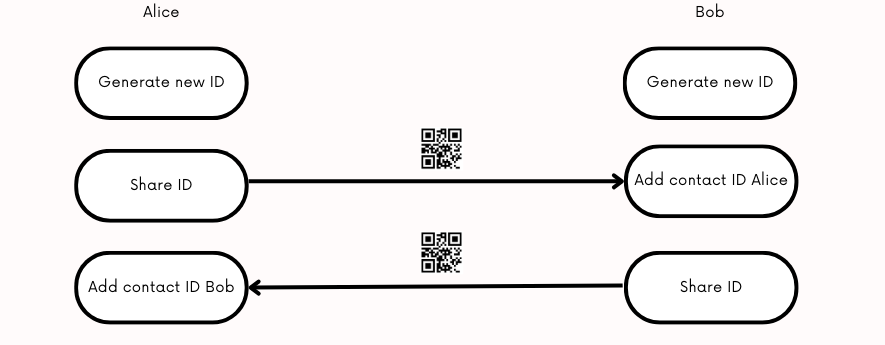 Alice
Bob
Generate new ID
Generate new ID
Share ID
Add contact ID Alice
Add contact ID Bob
Share ID